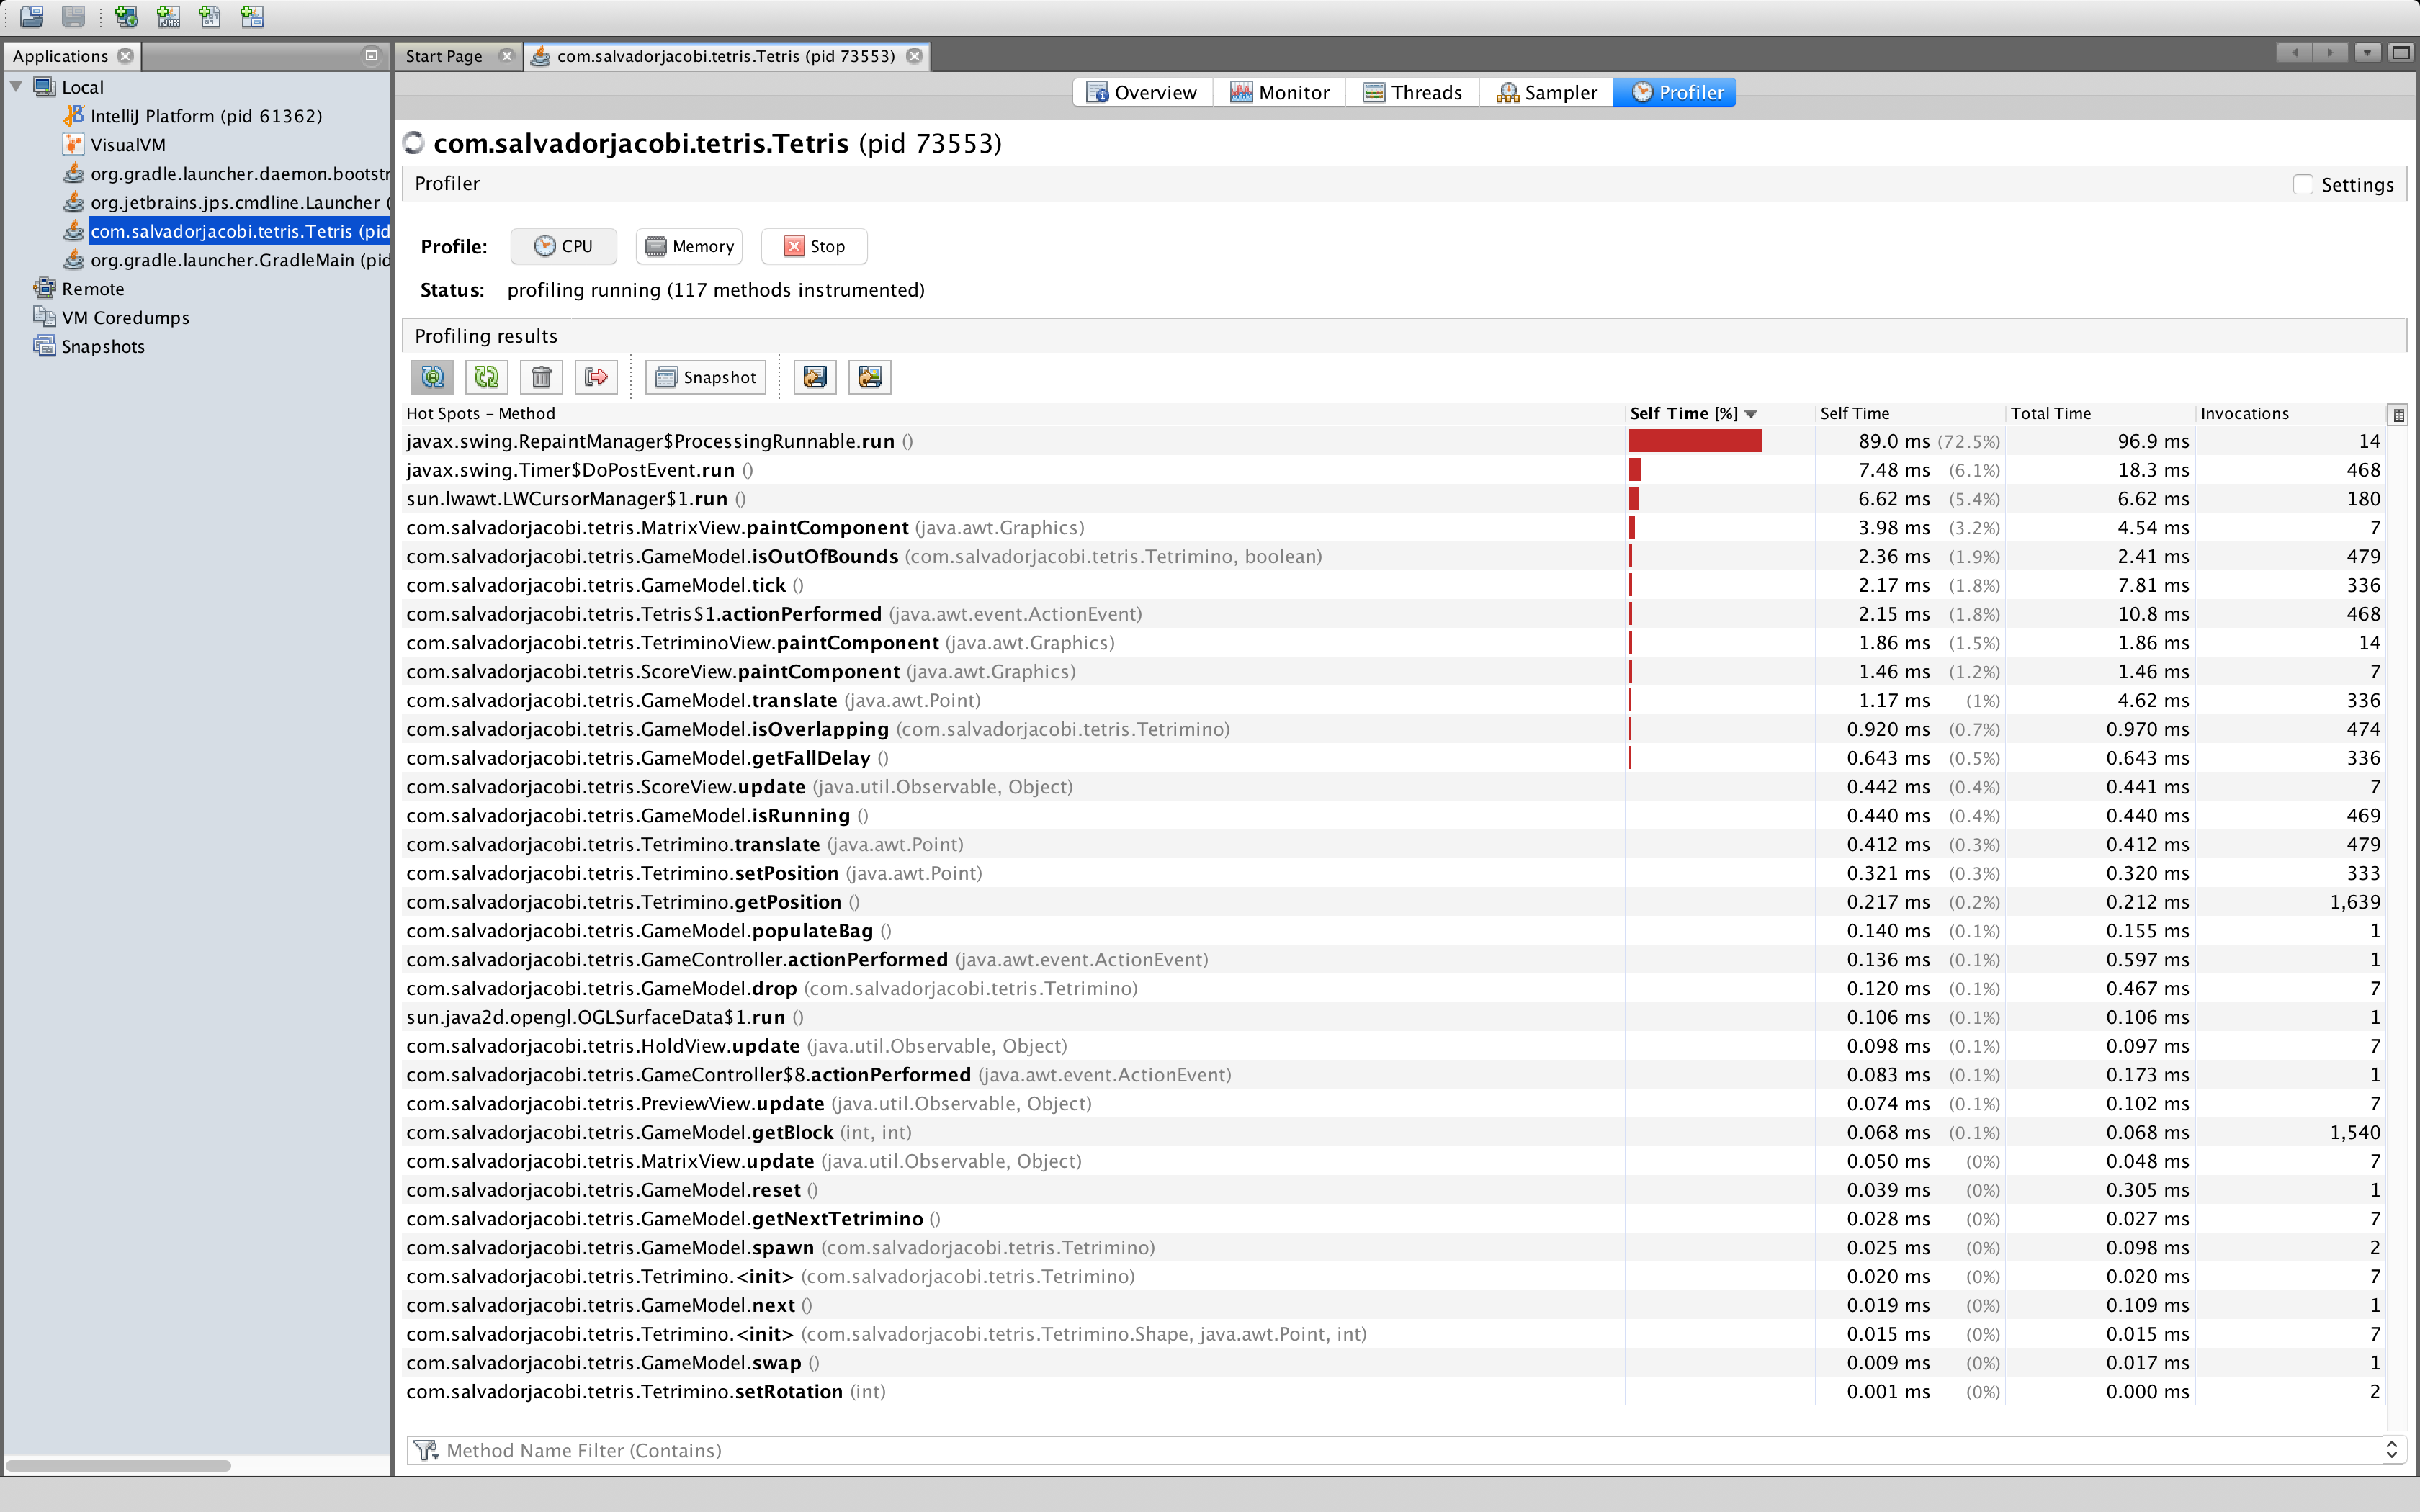 Applications
Start Page
com.salvadorjacobi.tetris.Tetris (pid 73553)
Local
IntelliJ Platform (pid 61362)
VisualVM
org.gradle.launcher.daemon.bootstr
org.jetbrains.jps.cmdline.Launcher (
com.salvadorjacobi.tetris.Tetris (pid
org.gradle.launcher.GradleMain (pid
Remote
VM Coredumps
Snapshots
Overview Monitor Threads Sampler Profiler
com.salvadorjacobi.tetris.Tetris (pid 73553)
Profiler Settings
Profile: CPU Memory Stop
Status: profiling running (117 methods instrumented)
Profiling results
Snapshot
Hot Spots – Method Self Time [%] Self Time Total Time Invocations
javax.swing.RepaintManager$ProcessingRunnable.run () 89.0 ms (72.5%) 96.9 ms 14
javax.swing.Timer$DoPostEvent.run () 7.48 ms (6.1%) 18.3 ms 468
sun.lwawt.LWCursorManager$1.run () 6.62 ms (5.4%) 6.62 ms 180
com.salvadorjacobi.tetris.MatrixView.paintComponent (java.awt.Graphics) 3.98 ms (3.2%) 4.54 ms 7
com.salvadorjacobi.tetris.GameModel.isOutOfBounds (com.salvadorjacobi.tetris.Tetrimino, boolean) 2.36 ms (1.9%) 2.41 ms 479
com.salvadorjacobi.tetris.GameModel.tick () 2.17 ms (1.8%) 7.81 ms 336
com.salvadorjacobi.tetris.Tetris$1.actionPerformed (java.awt.event.ActionEvent) 2.15 ms (1.8%) 10.8 ms 468
com.salvadorjacobi.tetris.TetriminoView.paintComponent (java.awt.Graphics) 1.86 ms (1.5%) 1.86 ms 14
com.salvadorjacobi.tetris.ScoreView.paintComponent (java.awt.Graphics) 1.46 ms (1.2%) 1.46 ms 7
com.salvadorjacobi.tetris.GameModel.translate (java.awt.Point) 1.17 ms (1%) 4.62 ms 336
com.salvadorjacobi.tetris.GameModel.isOverlapping (com.salvadorjacobi.tetris.Tetrimino) 0.920 ms (0.7%) 0.970 ms 474
com.salvadorjacobi.tetris.GameModel.getFallDelay () 0.643 ms (0.5%) 0.643 ms 336
com.salvadorjacobi.tetris.ScoreView.update (java.util.Observable, Object) 0.442 ms (0.4%) 0.441 ms 7
com.salvadorjacobi.tetris.GameModel.isRunning () 0.440 ms (0.4%) 0.440 ms 469
com.salvadorjacobi.tetris.Tetrimino.translate (java.awt.Point) 0.412 ms (0.3%) 0.412 ms 479
com.salvadorjacobi.tetris.Tetrimino.setPosition (java.awt.Point) 0.321 ms (0.3%) 0.320 ms 333
com.salvadorjacobi.tetris.Tetrimino.getPosition () 0.217 ms (0.2%) 0.212 ms 1,639
com.salvadorjacobi.tetris.GameModel.populateBag () 0.140 ms (0.1%) 0.155 ms 1
com.salvadorjacobi.tetris.GameController.actionPerformed (java.awt.event.ActionEvent) 0.136 ms (0.1%) 0.597 ms 1
com.salvadorjacobi.tetris.GameModel.drop (com.salvadorjacobi.tetris.Tetrimino) 0.120 ms (0.1%) 0.467 ms 7
sun.java2d.opengl.OGLSurfaceData$1.run () 0.106 ms (0.1%) 0.106 ms 1
com.salvadorjacobi.tetris.HoldView.update (java.util.Observable, Object) 0.098 ms (0.1%) 0.097 ms 7
com.salvadorjacobi.tetris.GameController$8.actionPerformed (java.awt.event.ActionEvent) 0.083 ms (0.1%) 0.173 ms 1
com.salvadorjacobi.tetris.PreviewView.update (java.util.Observable, Object) 0.074 ms (0.1%) 0.102 ms 7
com.salvadorjacobi.tetris.GameModel.getBlock (int, int) 0.068 ms (0.1%) 0.068 ms 1,540
com.salvadorjacobi.tetris.MatrixView.update (java.util.Observable, Object) 0.050 ms (0%) 0.048 ms 7
com.salvadorjacobi.tetris.GameModel.reset () 0.039 ms (0%) 0.305 ms 1
com.salvadorjacobi.tetris.GameModel.getNextTetrimino () 0.028 ms (0%) 0.027 ms 7
com.salvadorjacobi.tetris.GameModel.spawn (com.salvadorjacobi.tetris.Tetrimino) 0.025 ms (0%) 0.098 ms 2
com.salvadorjacobi.tetris.Tetrimino.<init> (com.salvadorjacobi.tetris.Tetrimino) 0.020 ms (0%) 0.020 ms 7
com.salvadorjacobi.tetris.GameModel.next () 0.019 ms (0%) 0.109 ms 1
com.salvadorjacobi.tetris.Tetrimino.<init> (com.salvadorjacobi.tetris.Tetrimino.Shape, java.awt.Point, int) 0.015 ms (0%) 0.015 ms 7
com.salvadorjacobi.tetris.GameModel.swap () 0.009 ms (0%) 0.017 ms 1
com.salvadorjacobi.tetris.Tetrimino.setRotation (int) 0.001 ms (0%) 0.000 ms 2
Method Name Filter (Contains)